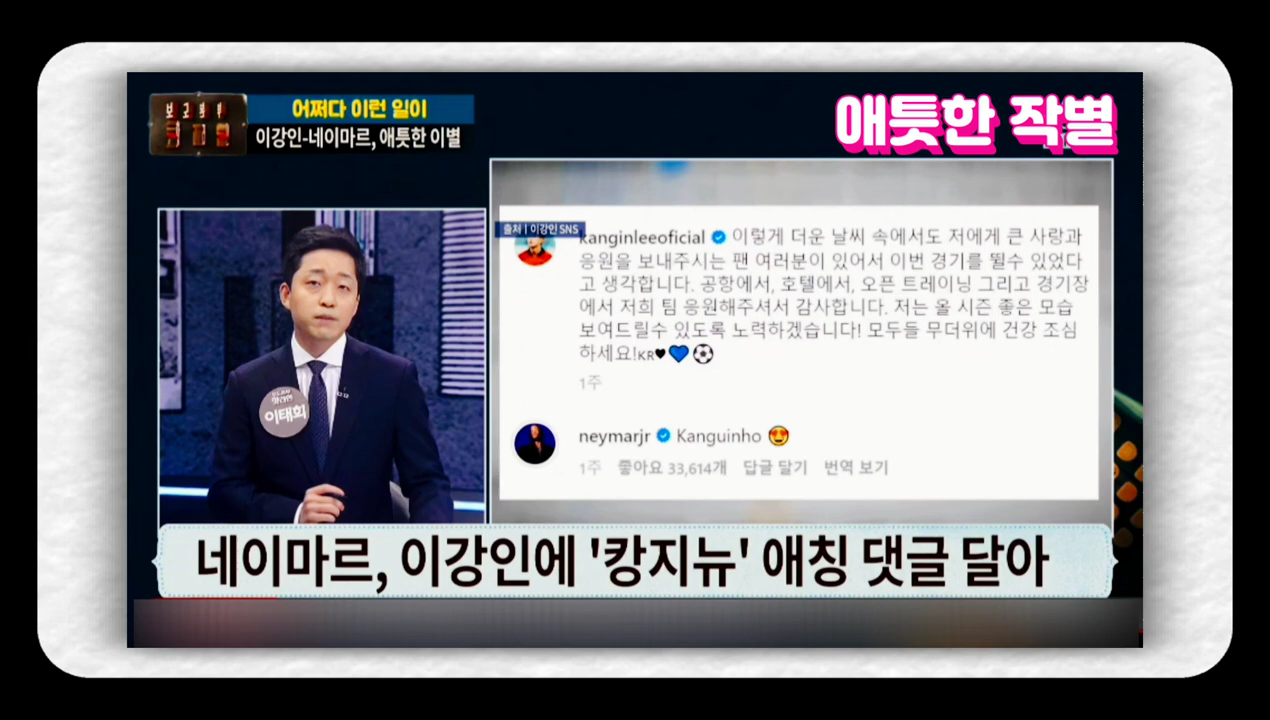 어쩌다 이런 일이
이강인-네이마르, 애틋한 이별
애틋한 작별
출처 | 이강인 SNS
kanginleeoficial 이렇게 더운 날씨 속에서도 저에게 큰 사랑과
응원을 보내주시는 팬 여러분이 있어서 이번 경기를 뛸수 있었다
고 생각합니다. 공항에서, 호텔에서, 오픈 트레이닝 그리고 경기장
에서 저희 팀 응원해주셔서 감사합니다. 저는 올 시즌 좋은 모습
보여드릴수 있도록 노력하겠습니다! 모두들 무더위에 건강 조심
하세요!KR🖤💙⚽
1주
neymarjr Kanguinho 😍
1주 좋아요 33,614개 답글 달기 번역 보기
이태희
네이마르, 이강인에 '캉지뉴' 애칭 댓글 달아